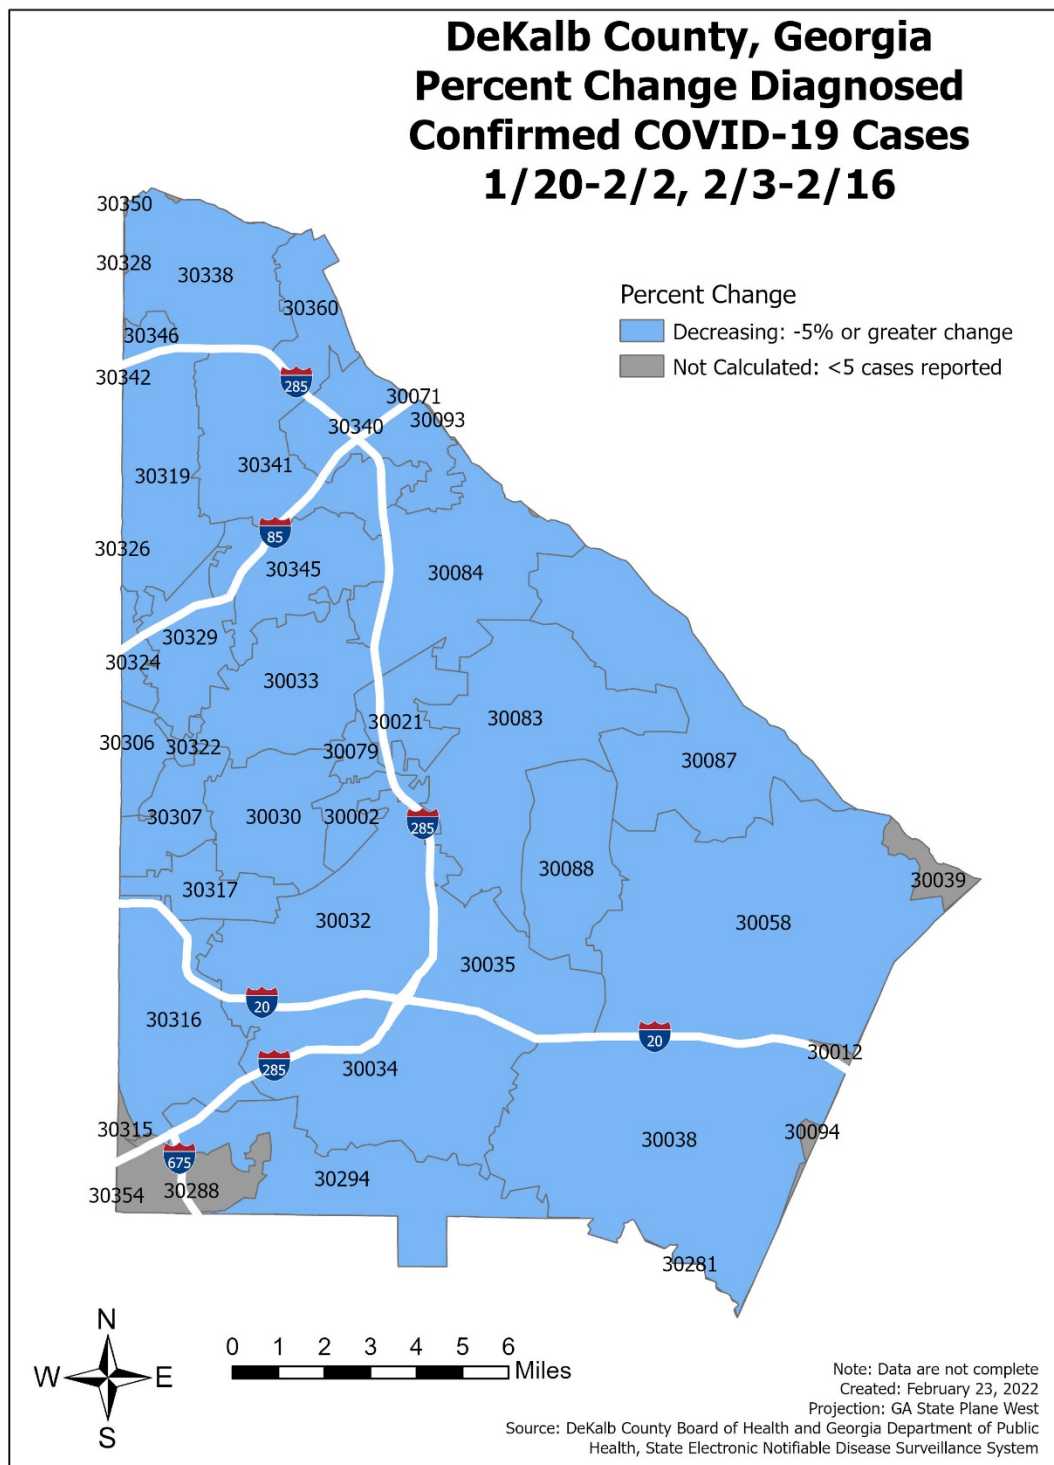 DeKalb County, Georgia
Percent Change Diagnosed
Confirmed COVID-19 Cases
1/20-2/2, 2/3-2/16
30350
30328
30338
30360
Percent Change
Decreasing: -5% or greater change
Not Calculated: <5 cases reported
30346
30342
285
30071
30093
30340
30341
30319
85
30326
30345
30084
30329
30324
30033
30021
30083
30306
30322
30079
30087
30307
30030
30002
285
30088
30039
30317
30032
30058
30035
20
30316
20
30012
285
30034
30315
30038
30094
675
30354
30288
30294
30281
N
W
E
S
0 1 2 3 4 5 6
Miles
Note: Data are not complete
Created: February 23, 2022
Projection: GA State Plane West
Source: DeKalb County Board of Health and Georgia Department of Public
Health, State Electronic Notifiable Disease Surveillance System